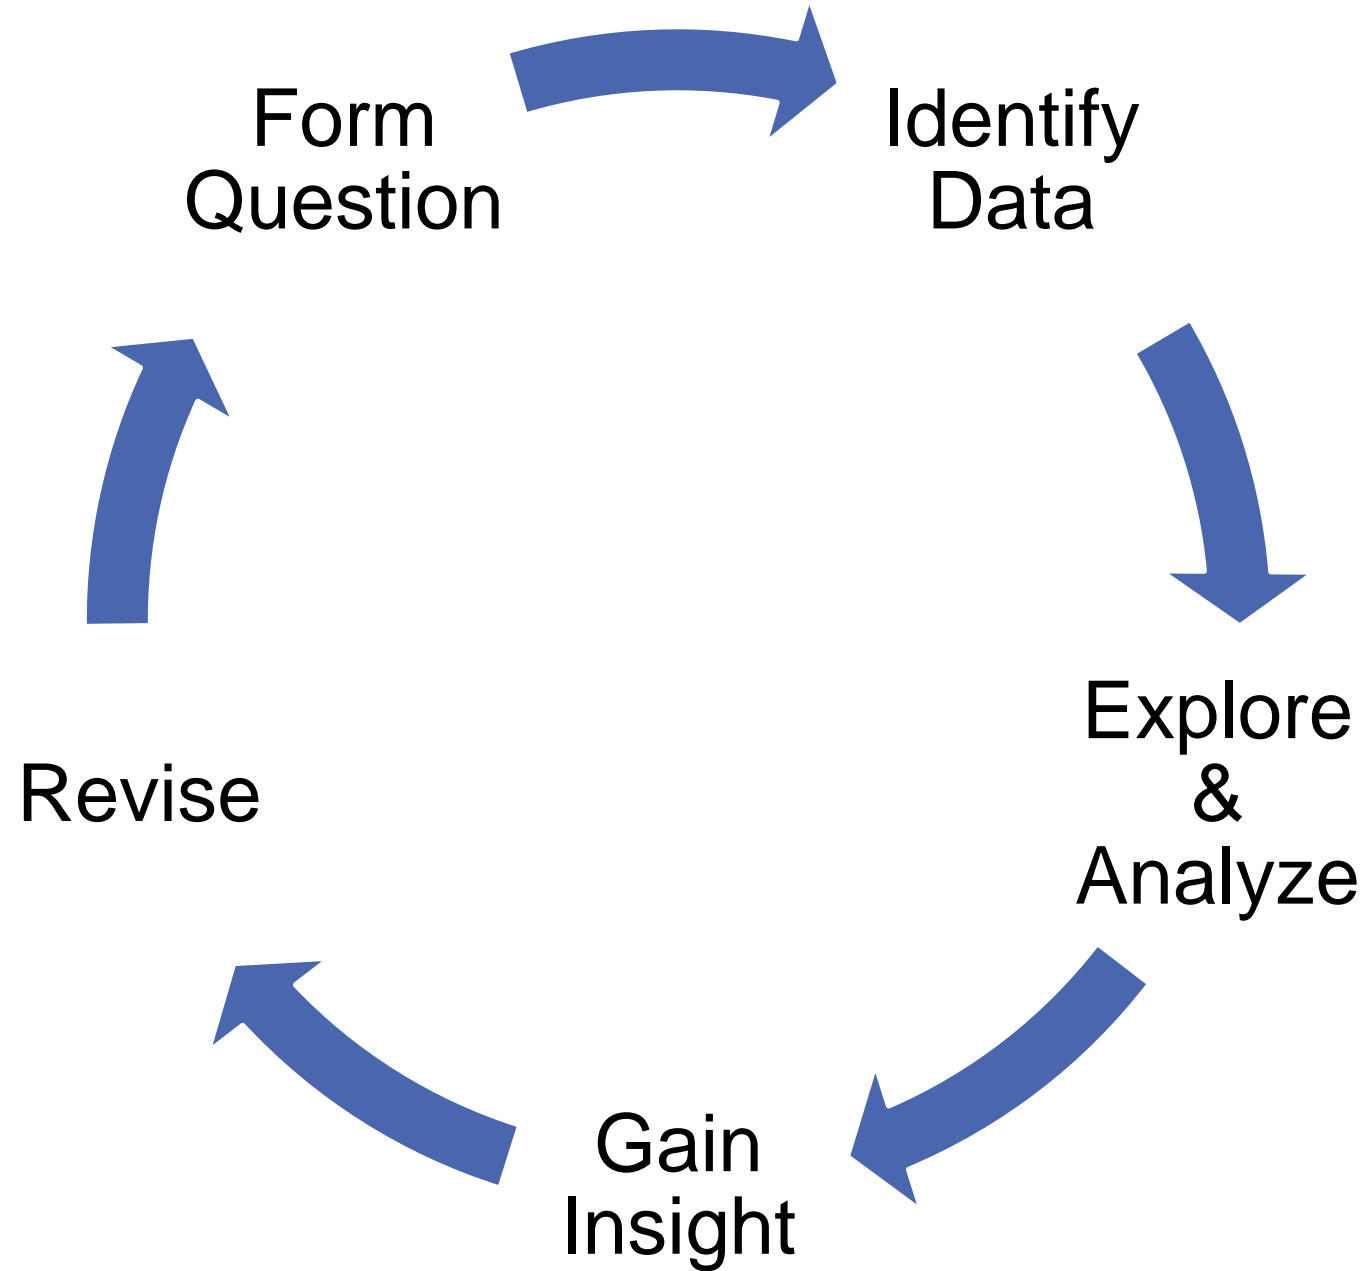 Form
Question
Identify
Data
Explore
&
Analyze
Gain
Insight
Revise